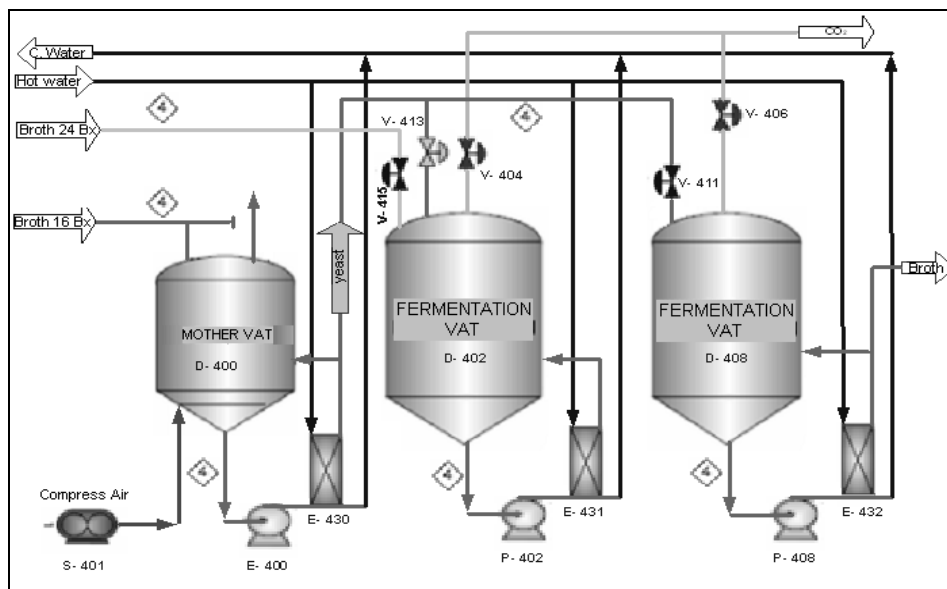 CO₂
C. Water
Hot water
4
Broth 24 Bx
V- 413
4
V- 406
V- 404
V- 411
V- 415
4
Broth 16 Bx
yeast
Broth
FERMENTATION
VAT
FERMENTATION
VAT
MOTHER VAT
D- 400
D- 402
D- 408
4
4
4
Compress Air
E- 430
E- 431
E- 432
S- 401
E- 400
P- 402
P- 408